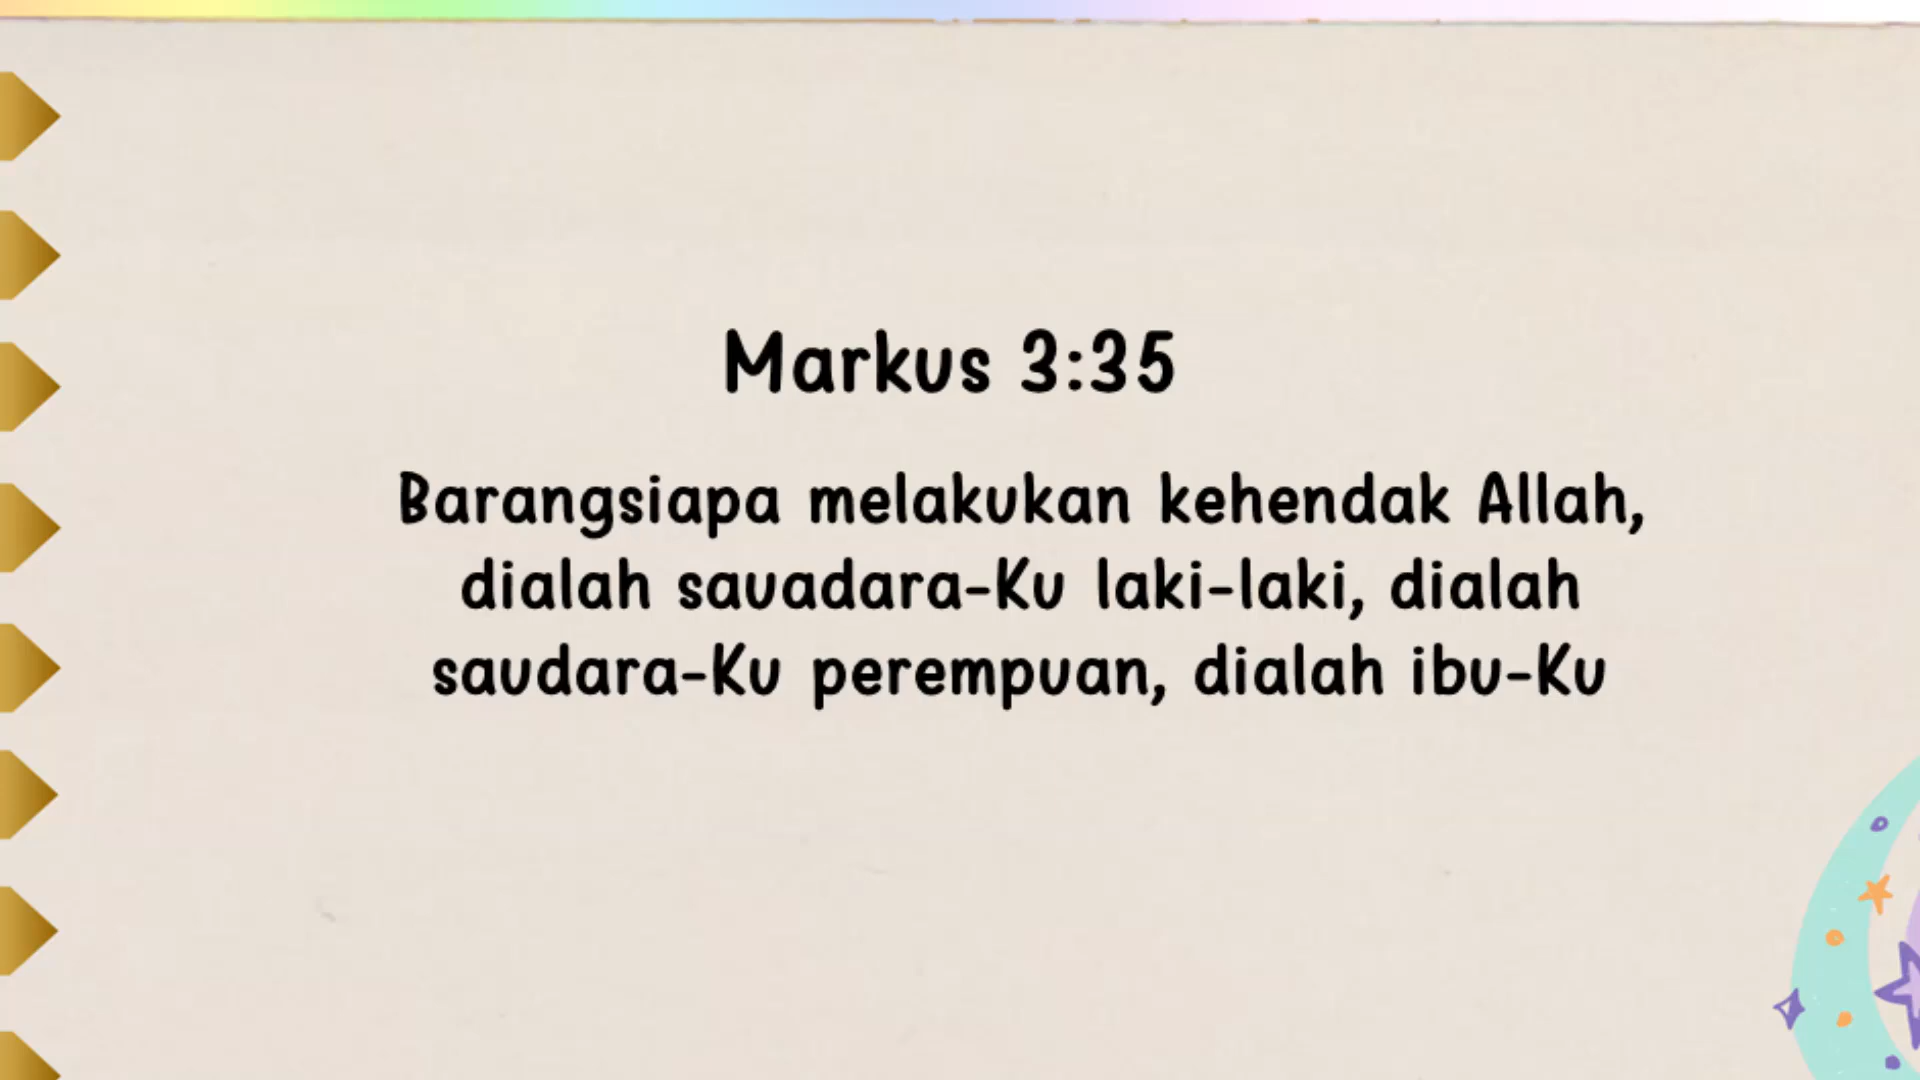 Markus 3:35
Barangsiapa melakukan kehendak Allah,
dialah sauadara-Ku laki-laki, dialah
saudara-Ku perempuan, dialah ibu-Ku